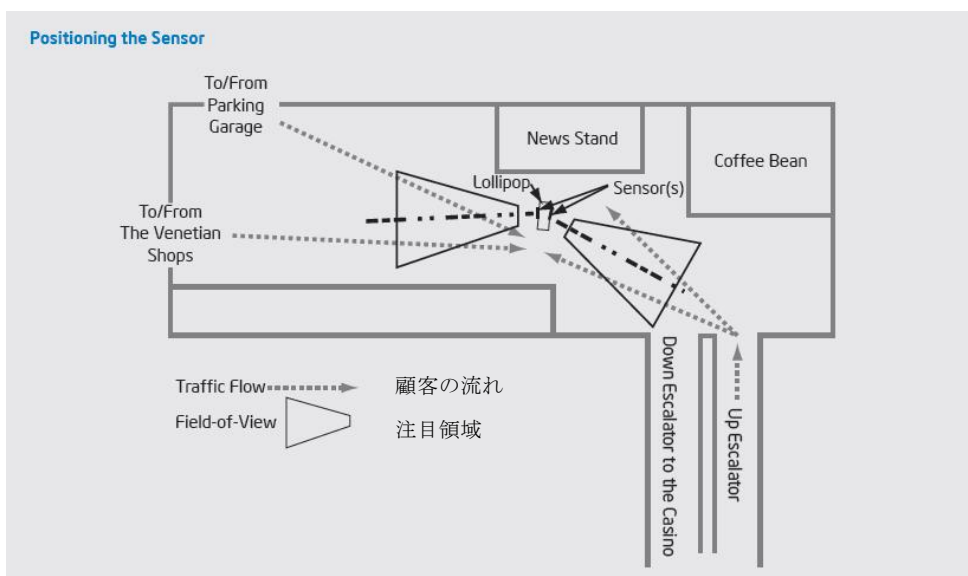 Positioning the Sensor
To/From
Parking
Garage
News Stand
Coffee Bean
Lollipop
Sensor(s)
To/From
The Venetian
Shops
Traffic Flow
顧客の流れ
Field-of-View
注目領域
Down Escalator to the Casino
Up Escalator